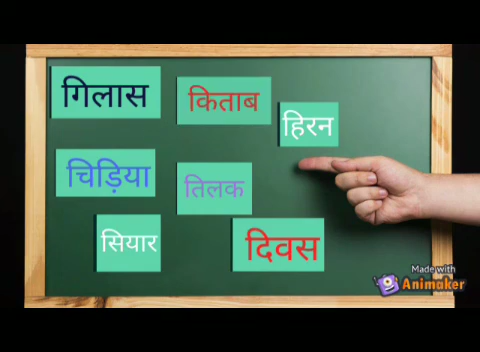 गिलास
किताब
हिरन
चिड़िया
तिलक
सियार
दिवस
Made with
Animaker